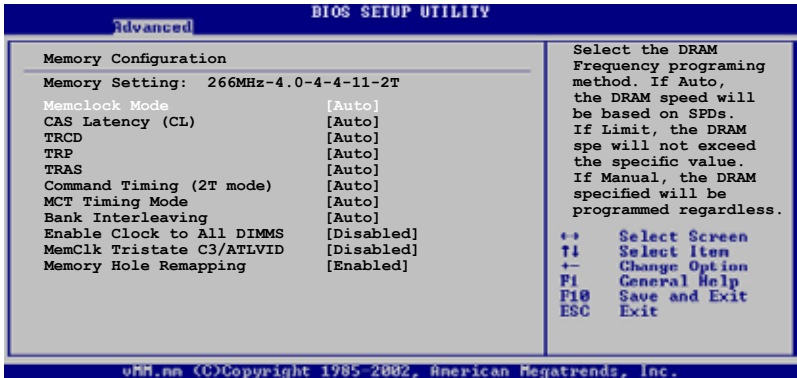 BIOS SETUP UTILITY
Advanced
Memory Configuration
Memory Setting: 266MHz-4.0-4-4-11-2T
Memclock Mode [Auto]
CAS Latency (CL) [Auto]
TRCD [Auto]
TRP [Auto]
TRAS [Auto]
Command Timing (2T mode) [Auto]
MCT Timing Mode [Auto]
Bank Interleaving [Auto]
Enable Clock to All DIMMS [Disabled]
MemClk Tristate C3/ATLVID [Disabled]
Memory Hole Remapping [Enabled]
Select the DRAM
Frequency programing
method. If Auto,
the DRAM speed will
be based on SPDs.
If Limit, the DRAM
spe will not exceed
the specific value.
If Manual, the DRAM
specified will be
programmed regardless.
↔ Select Screen
↑↓ Select Item
+- Change Option
F1 General Help
F10 Save and Exit
ESC Exit
vMM.mm (C)Copyright 1985-2002, American Megatrends, Inc.